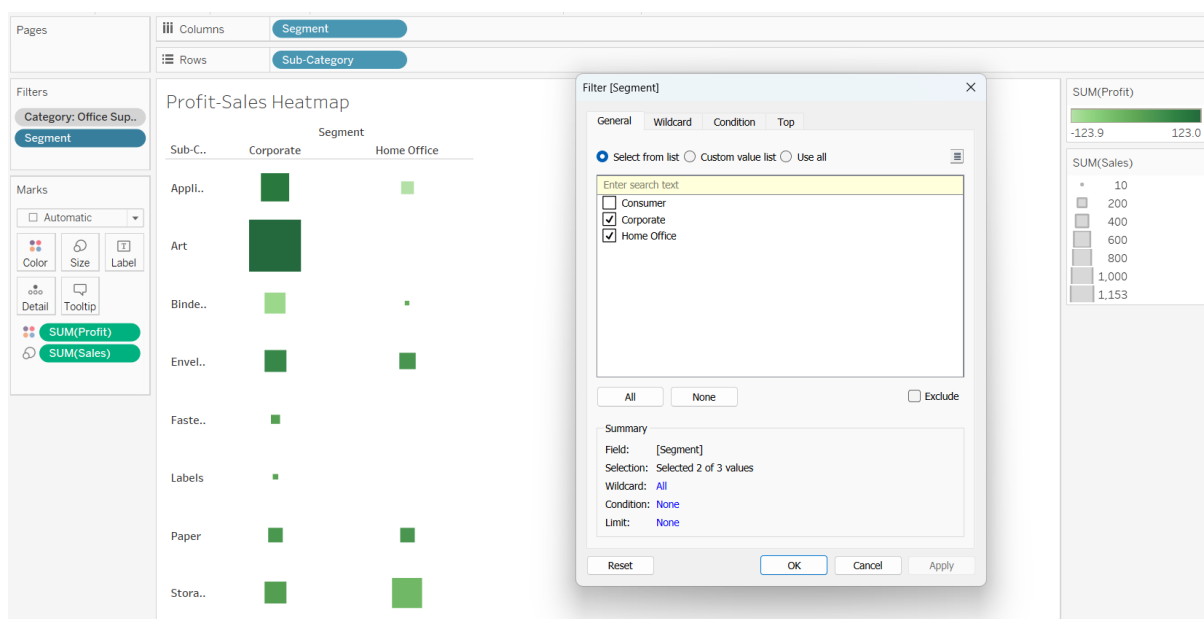 Pages
Columns
Segment
Rows
Sub-Category
Filters
Category: Office Sup..
Segment
Marks
Automatic
Color
Size
Label
Detail
Tooltip
SUM(Profit)
SUM(Sales)
Profit-Sales Heatmap
Segment
Sub-C..
Corporate
Home Office
Appli..
Art
Binde..
Envel..
Faste..
Labels
Paper
Stora..
Filter [Segment]
General
Wildcard
Condition
Top
Select from list
Custom value list
Use all
Enter search text
Consumer
Corporate
Home Office
All
None
Exclude
Summary
Field: [Segment]
Selection: Selected 2 of 3 values
Wildcard: All
Condition: None
Limit: None
Reset
OK
Cancel
Apply
SUM(Profit)
-123.9 123.0
SUM(Sales)
10
200
400
600
800
1,000
1,153